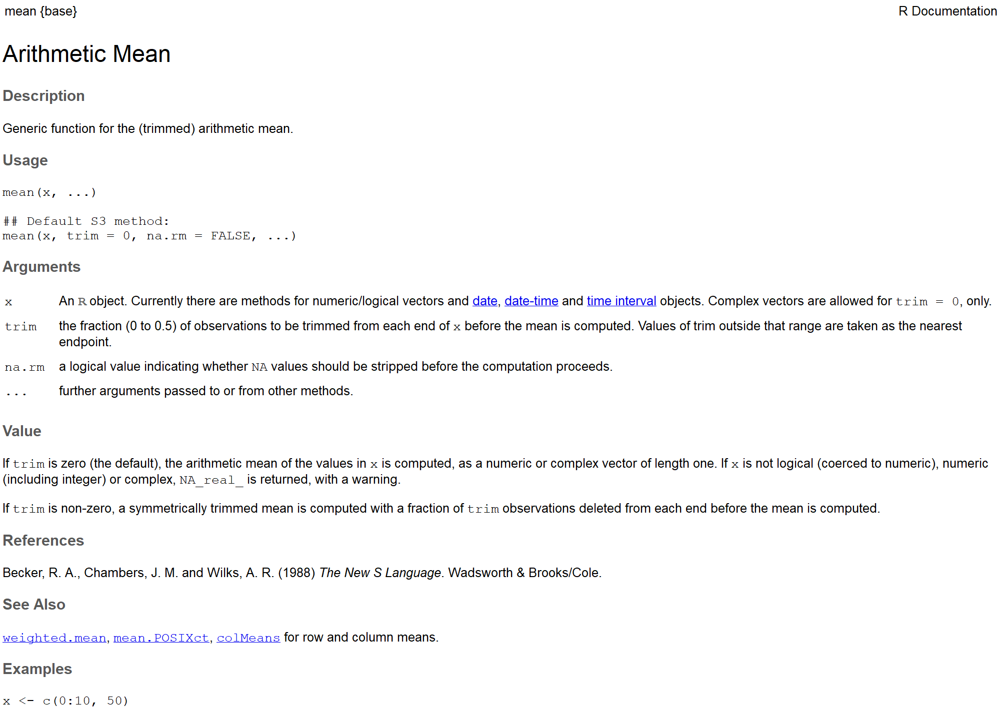 mean {base}
R Documentation
Arithmetic Mean
Description
Generic function for the (trimmed) arithmetic mean.
Usage
mean(x, ...)
## Default S3 method:
mean(x, trim = 0, na.rm = FALSE, ...)
Arguments
x An R object. Currently there are methods for numeric/logical vectors and date, date-time and time interval objects. Complex vectors are allowed for trim = 0, only.
trim the fraction (0 to 0.5) of observations to be trimmed from each end of x before the mean is computed. Values of trim outside that range are taken as the nearest
endpoint.
na.rm a logical value indicating whether NA values should be stripped before the computation proceeds.
... further arguments passed to or from other methods.
Value
If trim is zero (the default), the arithmetic mean of the values in x is computed, as a numeric or complex vector of length one. If x is not logical (coerced to numeric), numeric
(including integer) or complex, NA_real_ is returned, with a warning.
If trim is non-zero, a symmetrically trimmed mean is computed with a fraction of trim observations deleted from each end before the mean is computed.
References
Becker, R. A., Chambers, J. M. and Wilks, A. R. (1988) The New S Language. Wadsworth & Brooks/Cole.
See Also
weighted.mean, mean.POSIXct, colMeans for row and column means.
Examples
x <- c(0:10, 50)